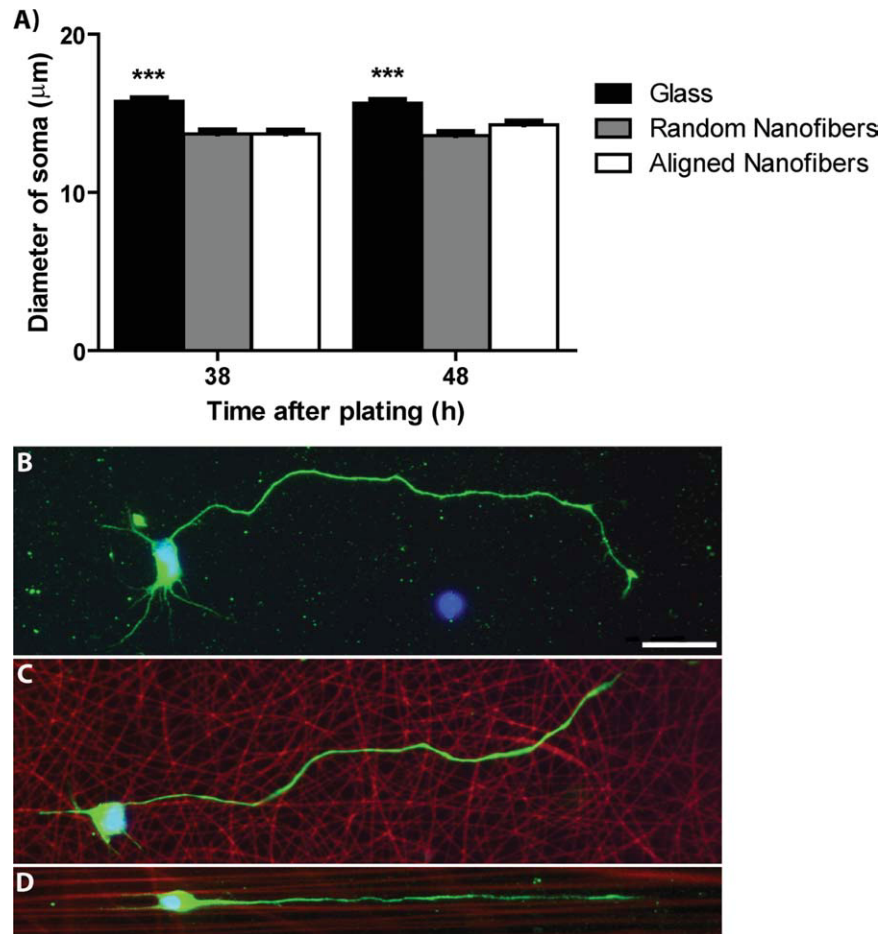 A)
20
10
0
Diameter of soma (μm)
***
***
38
48
Time after plating (h)
Glass
Random Nanofibers
Aligned Nanofibers
B
C
D